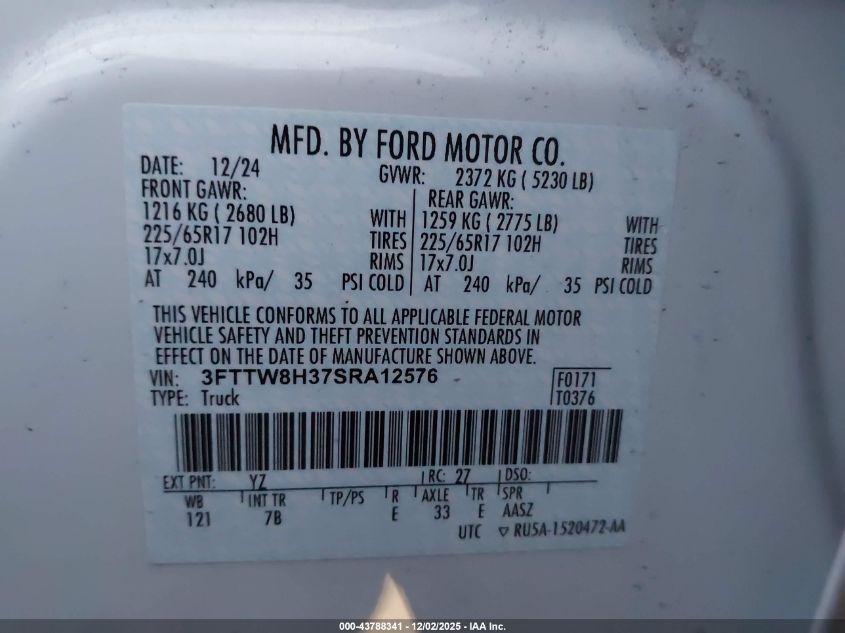 MFD. BY FORD MOTOR CO.
DATE: 12/24 GVWR: 2372 KG ( 5230 LB)
FRONT GAWR: REAR GAWR:
1216 KG ( 2680 LB) WITH 1259 KG ( 2775 LB) WITH
225/65R17 102H TIRES 225/65R17 102H TIRES
17x7.0J RIMS 17x7.0J RIMS
AT 240 kPa/ 35 PSI COLD AT 240 kPa/ 35 PSI COLD
THIS VEHICLE CONFORMS TO ALL APPLICABLE FEDERAL MOTOR
VEHICLE SAFETY AND THEFT PREVENTION STANDARDS IN
EFFECT ON THE DATE OF MANUFACTURE SHOWN ABOVE.
VIN: 3FTTW8H37SRA12576 F0171
TYPE: Truck T0376
EXT PNT: YZ RC: 27 DSO:
WB INT TR TP/PS R AXLE TR SPR
121 7B E 33 E AASZ
UTC ▽ RU5A-1520472-AA
000-43788341 - 12/02/2025 - IAA Inc.